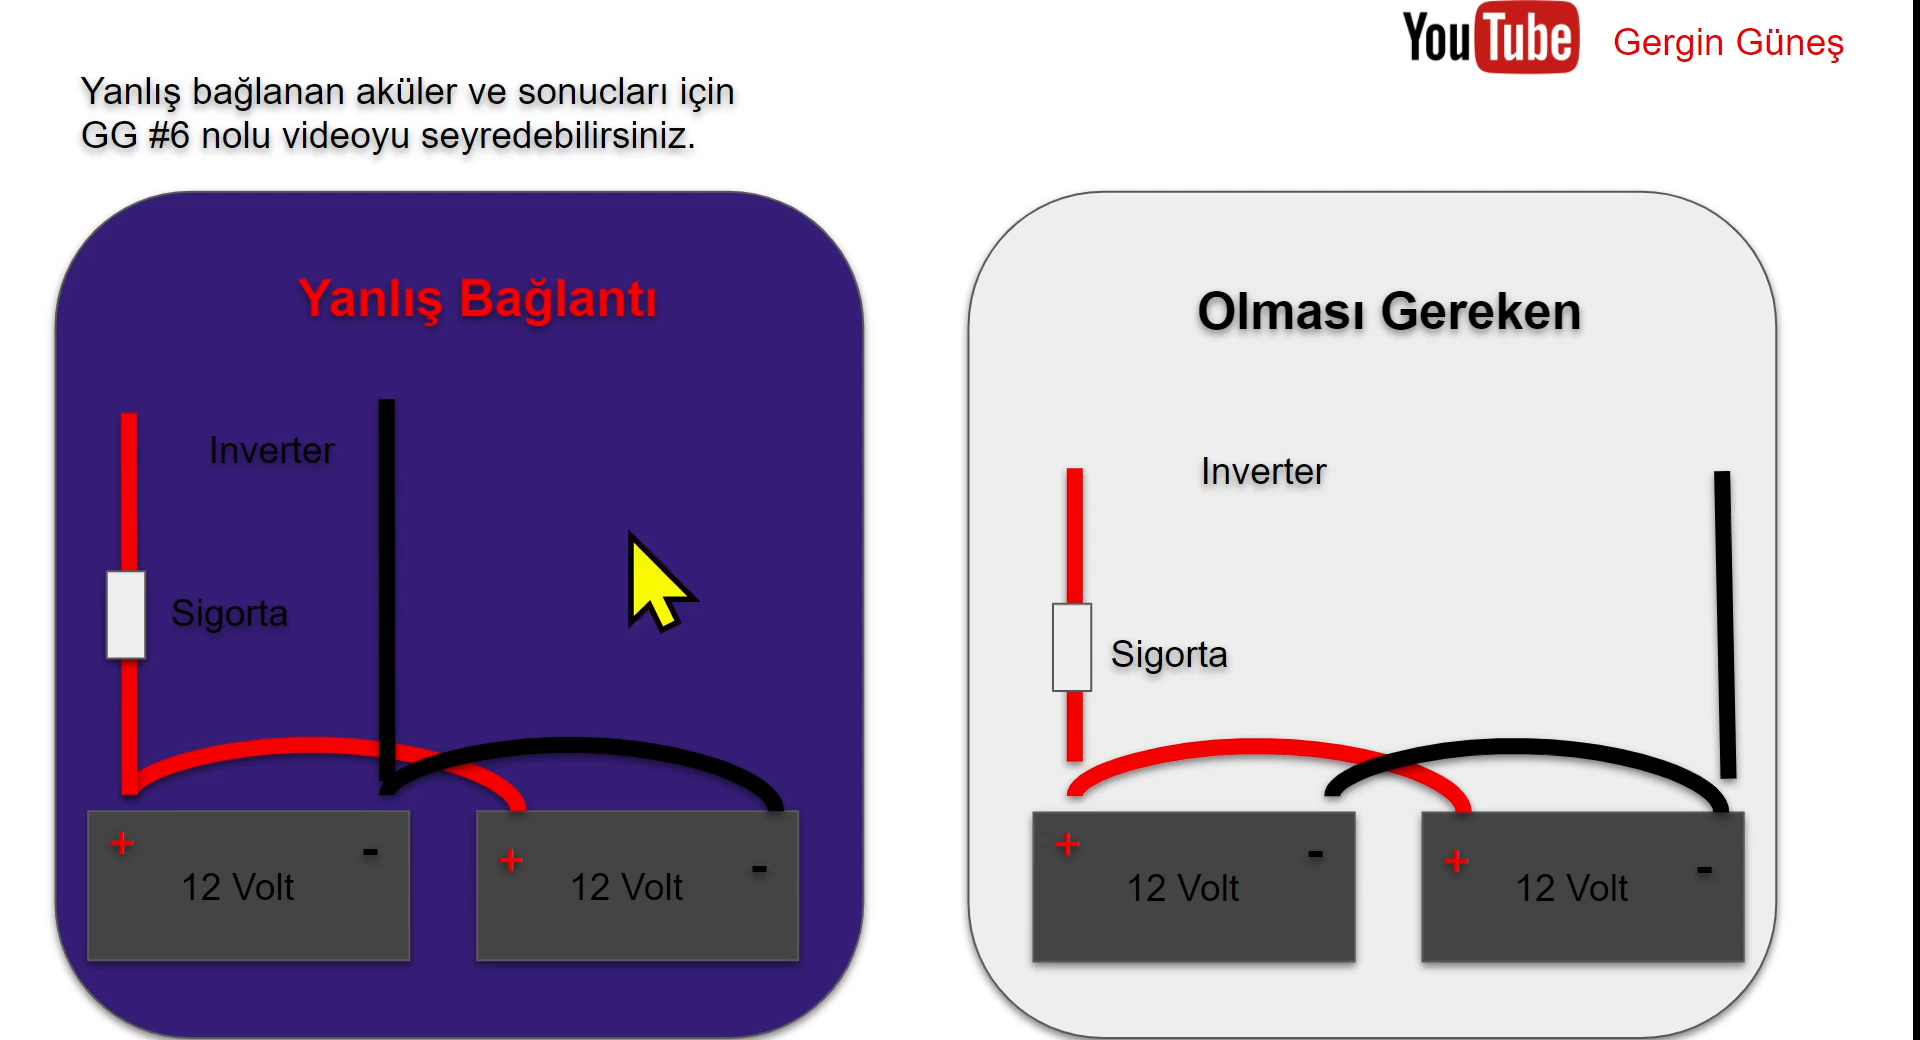 YouTube Gergin Güneş
Yanlış bağlanan aküler ve sonucları için
GG #6 nolu videoyu seyredebilirsiniz.
Yanlış Bağlantı
Inverter
Sigorta
+ - + -
12 Volt 12 Volt
Olması Gereken
Inverter
Sigorta
+ - + -
12 Volt 12 Volt